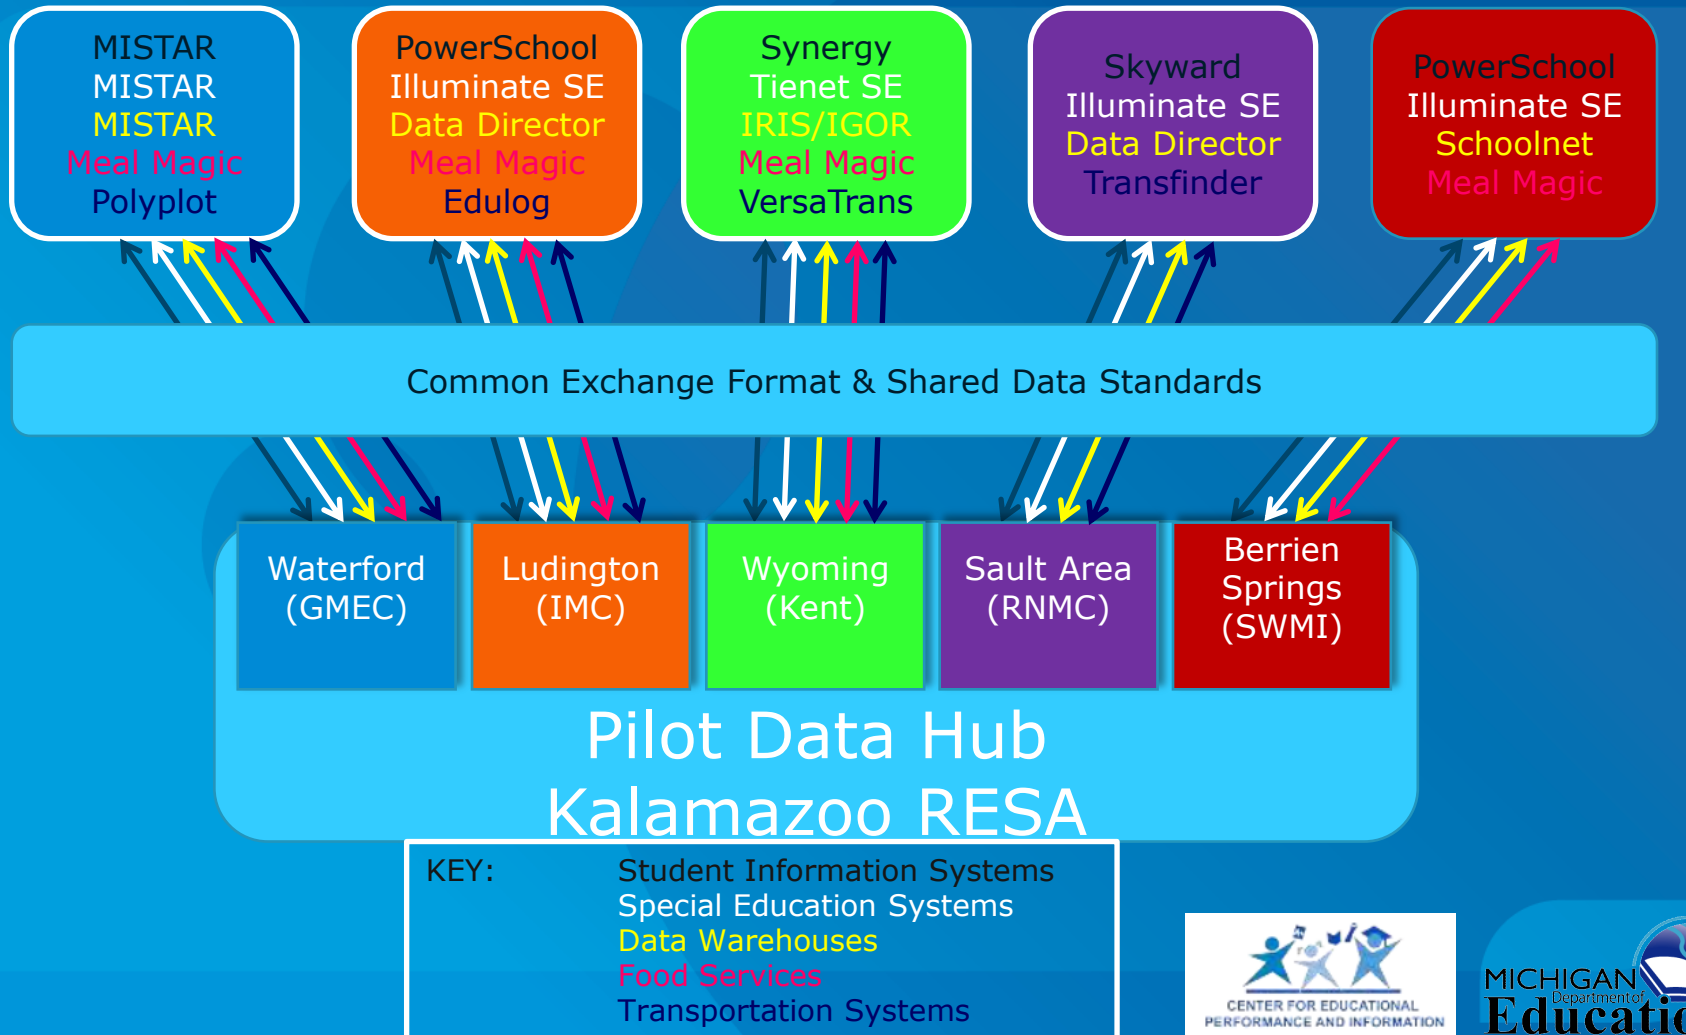 MISTAR
MISTAR
MISTAR
Meal Magic
Polyplot
PowerSchool
Illuminate SE
Data Director
Meal Magic
Edulog
Synergy
Tienet SE
IRIS/IGOR
Meal Magic
VersaTrans
Skyward
Illuminate SE
Data Director
Transfinder
PowerSchool
Illuminate SE
Schoolnet
Meal Magic
Common Exchange Format & Shared Data Standards
Waterford
(GMEC)
Ludington
(IMC)
Wyoming
(Kent)
Sault Area
(RNMC)
Berrien
Springs
(SWMI)
Pilot Data Hub
Kalamazoo RESA
KEY:
Student Information Systems
Special Education Systems
Data Warehouses
Food Services
Transportation Systems
CENTER FOR EDUCATIONAL
PERFORMANCE AND INFORMATION
MICHIGAN
Department of
Educatio